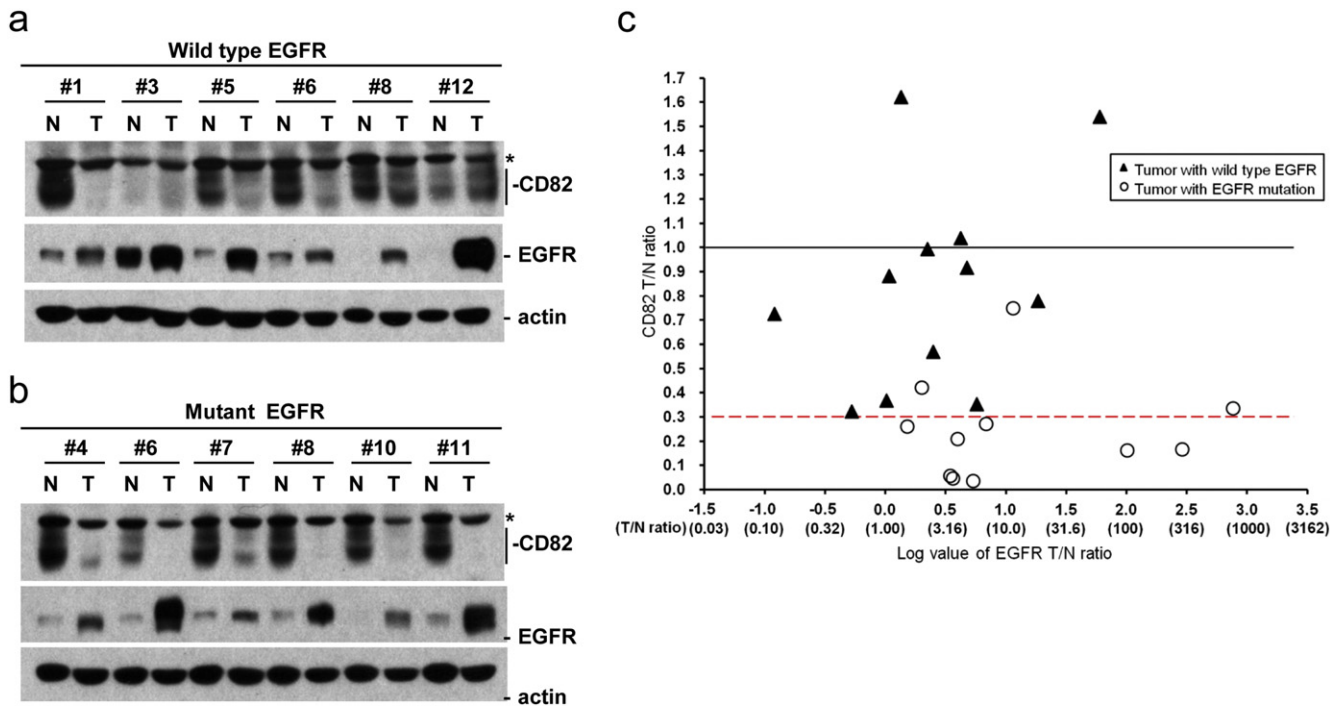 a
Wild type EGFR
#1 #3 #5 #6 #8 #12
N T N T N T N T N T N T
*
-CD82
- EGFR
- actin
b
Mutant EGFR
#4 #6 #7 #8 #10 #11
N T N T N T N T N T N T
*
-CD82
- EGFR
- actin
c
CD82 T/N ratio
1.7
1.6
1.5
1.4
1.3
1.2
1.1
1.0
0.9
0.8
0.7
0.6
0.5
0.4
0.3
0.2
0.1
0.0
Tumor with wild type EGFR
Tumor with EGFR mutation
-1.5 -1.0 -0.5 0.0 0.5 1.0 1.5 2.0 2.5 3.0 3.5
(T/N ratio) (0.03) (0.10) (0.32) (1.00) (3.16) (10.0) (31.6) (100) (316) (1000) (3162)
Log value of EGFR T/N ratio